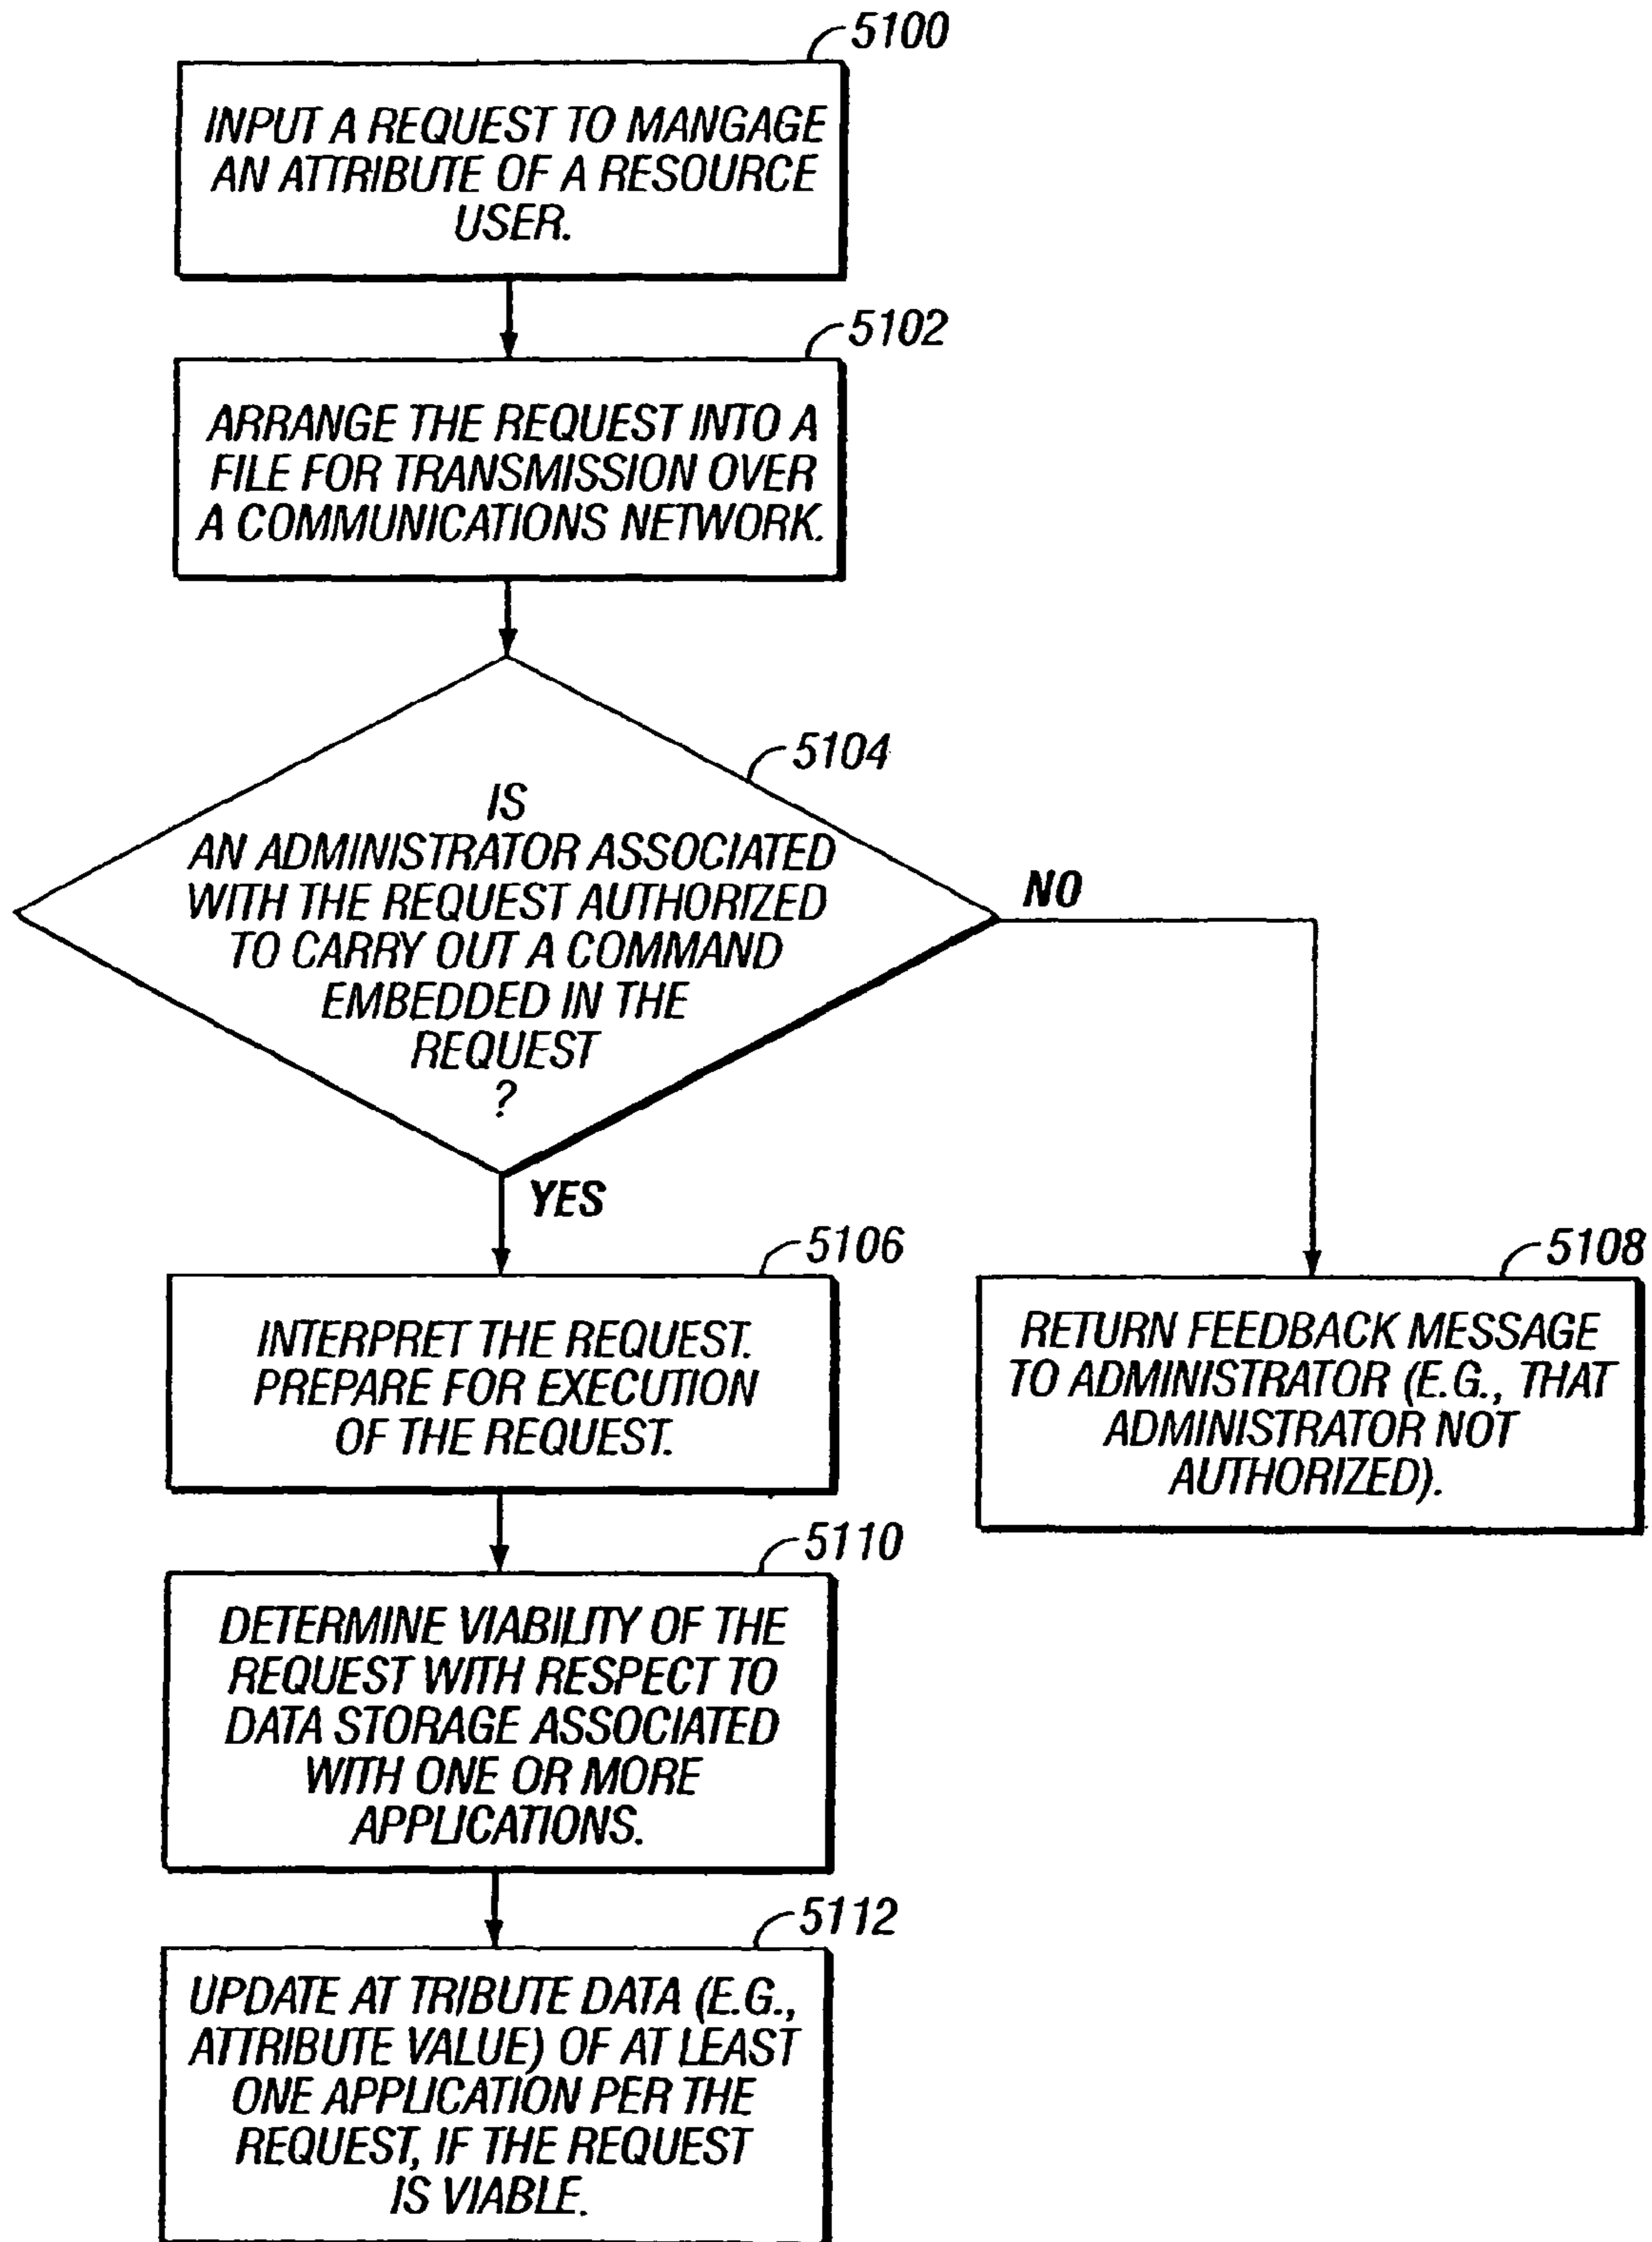 5100
INPUT A REQUEST TO MANGAGE
AN ATTRIBUTE OF A RESOURCE
USER.
5102
ARRANGE THE REQUEST INTO A
FILE FOR TRANSMISSION OVER
A COMMUNICATIONS NETWORK.
5104
IS
AN ADMINISTRATOR ASSOCIATED
WITH THE REQUEST AUTHORIZED
TO CARRY OUT A COMMAND
EMBEDDED IN THE
REQUEST
?
NO
YES
5106
INTERPRET THE REQUEST.
PREPARE FOR EXECUTION
OF THE REQUEST.
5108
RETURN FEEDBACK MESSAGE
TO ADMINISTRATOR (E.G., THAT
ADMINISTRATOR NOT
AUTHORIZED).
5110
DETERMINE VIABILITY OF THE
REQUEST WITH RESPECT TO
DATA STORAGE ASSOCIATED
WITH ONE OR MORE
APPLICATIONS.
5112
UPDATE AT TRIBUTE DATA (E.G.,
ATTRIBUTE VALUE) OF AT LEAST
ONE APPLICATION PER THE
REQUEST, IF THE REQUEST
IS VIABLE.